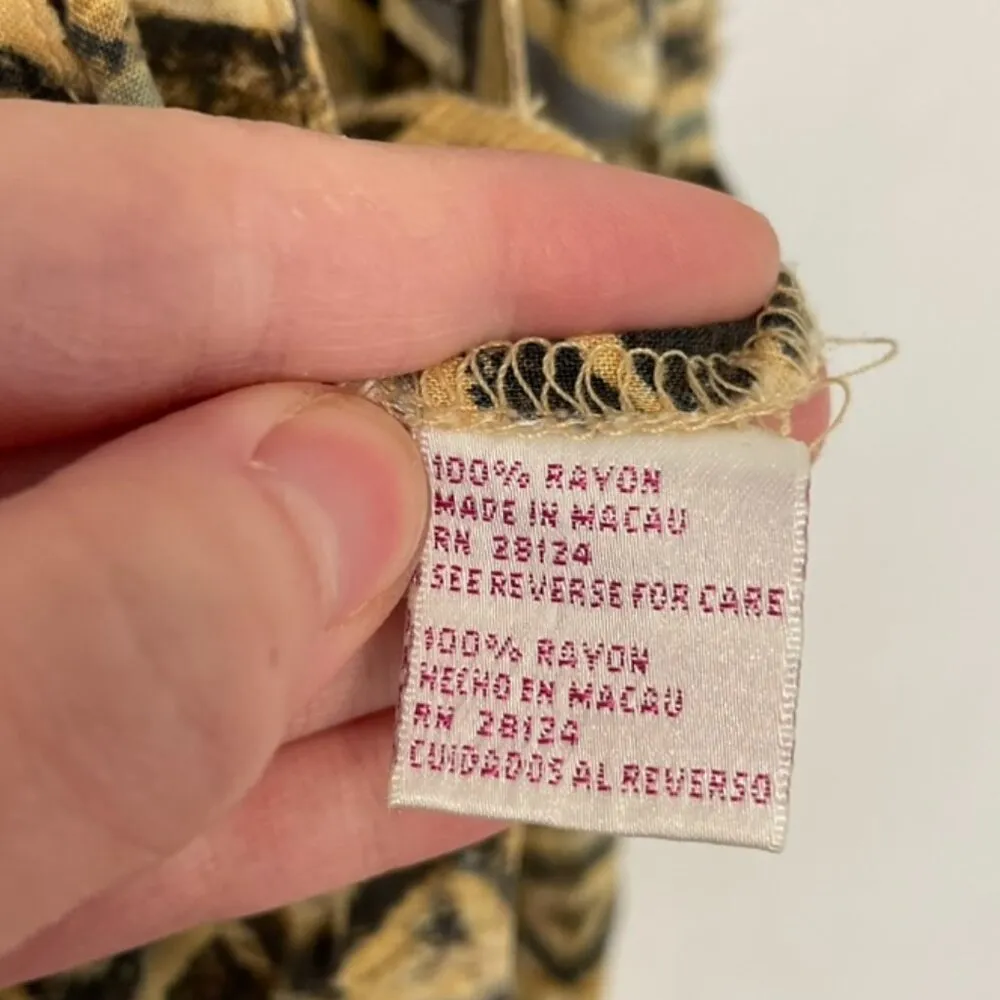 100% RAYON
MADE IN MACAU
RN 28124
SEE REVERSE FOR CARE
100% RAYON
HECHO EN MACAU
RN 28124
CUIDADOS AL REVERSO